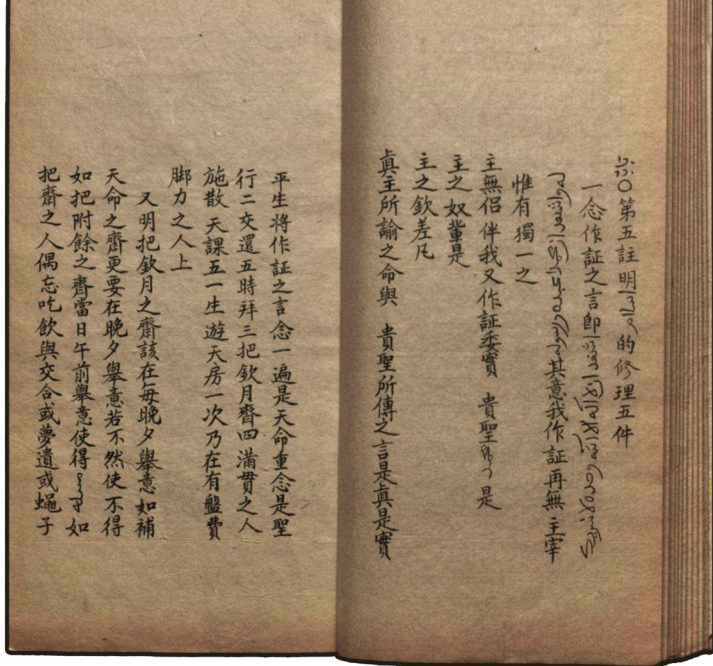 〇第五註明的修理五件
一念作証之言即
其意我作証再無 主宰
惟有獨一之
主無侶伴我又作証委實 貴聖是
主之奴輩是
主之欽差凡
真主所諭之命與 貴聖所傳之言是真是實
平生將作証之言念一遍是天命重念是聖
行二交還五時拜三把欽月齋四滿貫之人
施散 天課五一生遊天房一次乃在有盤費
脚力之人上
又明把欽月之齋該在每晚夕舉意如補
天命之齋更要在晚夕舉意若不然使不得
如把附餘之齋當日午前舉意使得 如
把齋之人偶忘吃飲與交合或夢遺或蠅子